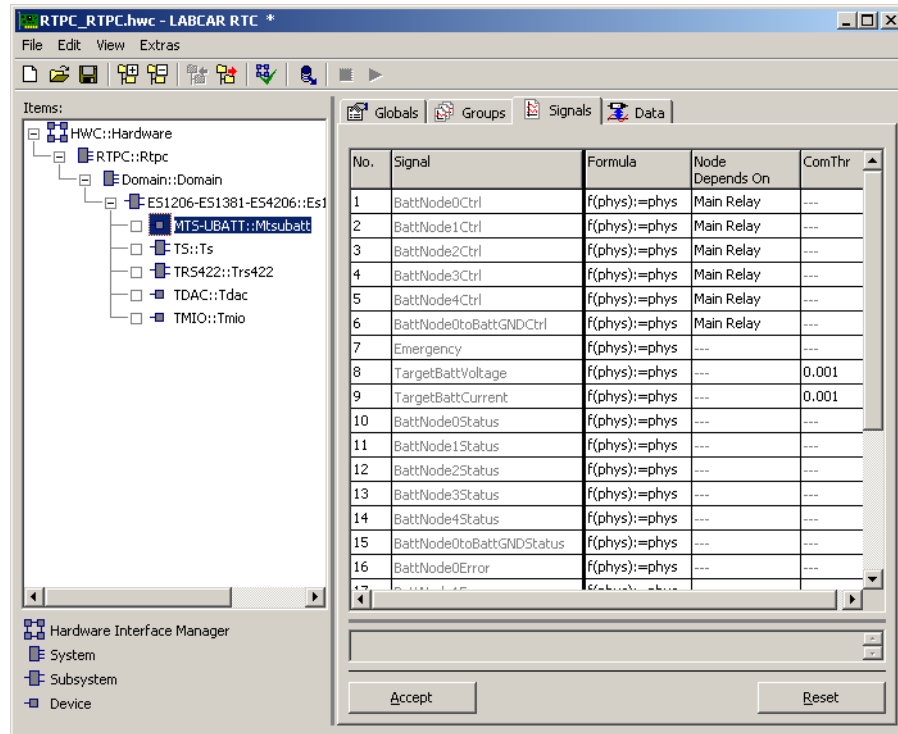 RTPC_RTPC.hwc - LABCAR RTC *
File Edit View Extras
Items:
HWC::Hardware
RTPC::Rtpc
Domain::Domain
ES1206-ES1381-ES4206::Es1
MTS-UBATT::Mtsubatt
TS::Ts
TRS422::Trs422
TDAC::Tdac
TMIO::Tmio
Hardware Interface Manager
System
Subsystem
Device
Globals Groups Signals Data
No. Signal Formula Node Depends On ComThr
1 BattNode0Ctrl f(phys):=phys Main Relay ---
2 BattNode1Ctrl f(phys):=phys Main Relay ---
3 BattNode2Ctrl f(phys):=phys Main Relay ---
4 BattNode3Ctrl f(phys):=phys Main Relay ---
5 BattNode4Ctrl f(phys):=phys Main Relay ---
6 BattNode0toBattGNDCtrl f(phys):=phys Main Relay ---
7 Emergency f(phys):=phys --- ---
8 TargetBattVoltage f(phys):=phys --- 0.001
9 TargetBattCurrent f(phys):=phys --- 0.001
10 BattNode0Status f(phys):=phys --- ---
11 BattNode1Status f(phys):=phys --- ---
12 BattNode2Status f(phys):=phys --- ---
13 BattNode3Status f(phys):=phys --- ---
14 BattNode4Status f(phys):=phys --- ---
15 BattNode0toBattGNDStatus f(phys):=phys --- ---
16 BattNode0Error f(phys):=phys --- ---
Accept Reset